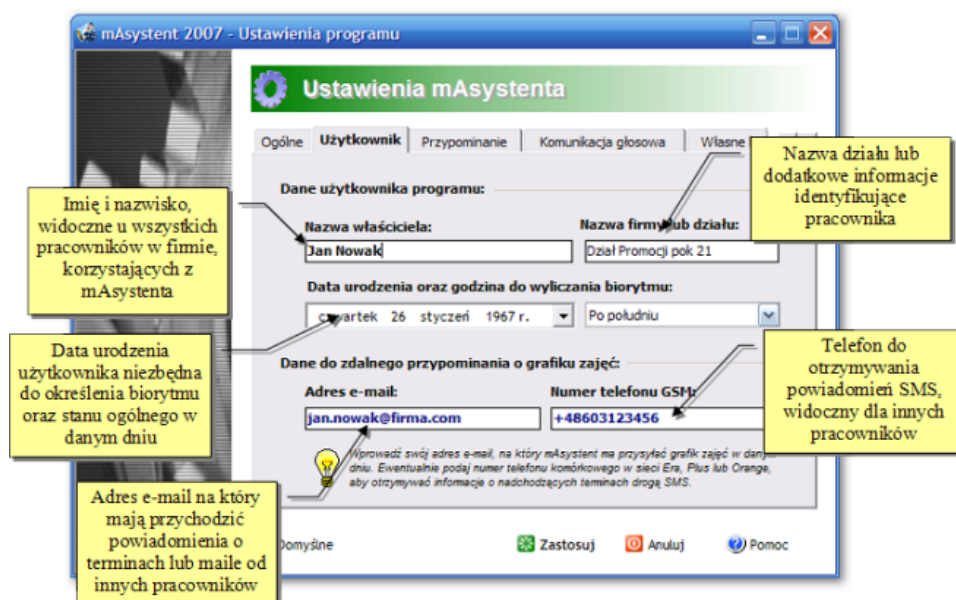 mAsystent 2007 - Ustawienia programu
Ustawienia mAsystenta
Ogólne Użytkownik Przypominanie Komunikacja głosowa Własne
Nazwa działu lub
dodatkowe informacje
identyfikujące
pracownika
Dane użytkownika programu:
Imię i nazwisko,
widoczne u wszystkich
pracowników w firmie,
korzystających z
mAsystenta
Nazwa właściciela:
Nazwa firmy lub działu:
Jan Nowak
Dział Promocji pok 21
Data urodzenia oraz godzina do wyliczania biorytmu:
czwartek 26 styczeń 1967 r.
Po południu
Data urodzenia
użytkownika niezbędna
do określenia biorytmu
oraz stanu ogólnego w
danym dniu
Dane do zdalnego przypominania o grafiku zajęć:
Telefon do
otrzymywania
powiadomień SMS,
widoczny dla innych
pracowników
Adres e-mail:
Numer telefonu GSM:
jan.nowak@firma.com
+48603123456
Wprowadź swój adres e-mail, na który mAsystent ma przysyłać grafik zajęć w
dniu. Ewentualnie podaj numer telefonu komórkowego w sieci Era, Plus lub Orange,
aby otrzymywać informacje o nadchodzących teminach drogą SMS.
Adres e-mail na który
mają przychodzić
powiadomienia o
terminach lub maile od
innych pracowników
Domyślne
Zastosuj
Anuluj
Pomoc